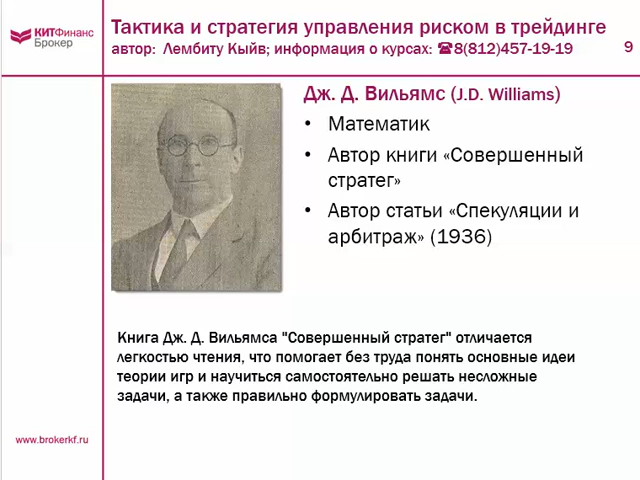 КИТФинанс
Брокер
Тактика и стратегия управления риском в трейдинге
автор: Лембиту Кыйв; информация о курсах: ☎8(812)457-19-19
9
Дж. Д. Вильямс (J.D. Williams)
• Математик
• Автор книги «Совершенный
стратег»
• Автор статьи «Спекуляции и
арбитраж» (1936)
Книга Дж. Д. Вильямса "Совершенный стратег" отличается
легкостью чтения, что помогает без труда понять основные идеи
теории игр и научиться самостоятельно решать несложные
задачи, а также правильно формулировать задачи.
www.brokerkf.ru